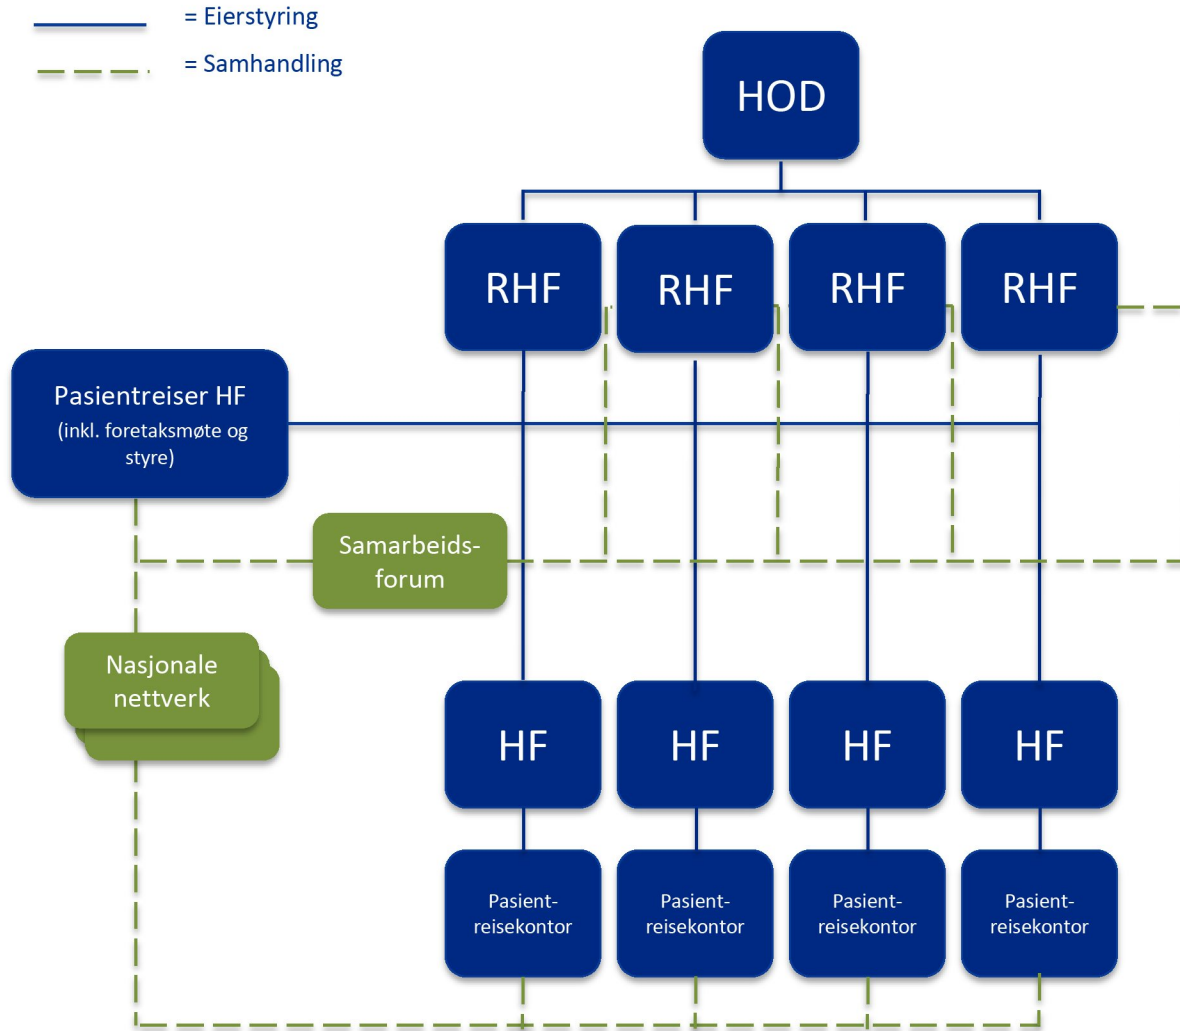 = Eierstyring
= Samhandling
HOD
RHF
RHF
RHF
RHF
Pasientreiser HF
(inkl. foretaksmøte og
styre)
Samarbeids-
forum
Nasjonale
nettverk
HF
HF
HF
HF
Pasient-
reisekontor
Pasient-
reisekontor
Pasient-
reisekontor
Pasient-
reisekontor